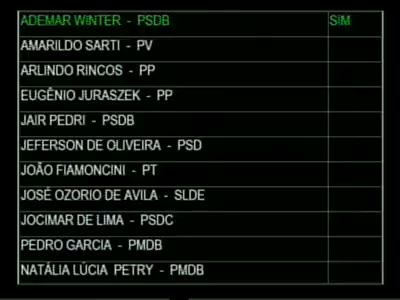 ADEMAR WINTER - PSDB SIM
AMARILDO SARTI - PV
ARLINDO RINCOS - PP
EUGÊNIO JURASZEK - PP
JAIR PEDRI - PSDB
JEFERSON DE OLIVEIRA - PSD
JOÃO FIAMONCINI - PT
JOSÉ OZORIO DE AVILA - SLDE
JOCIMAR DE LIMA - PSDC
PEDRO GARCIA - PMDB
NATÁLIA LÚCIA PETRY - PMDB